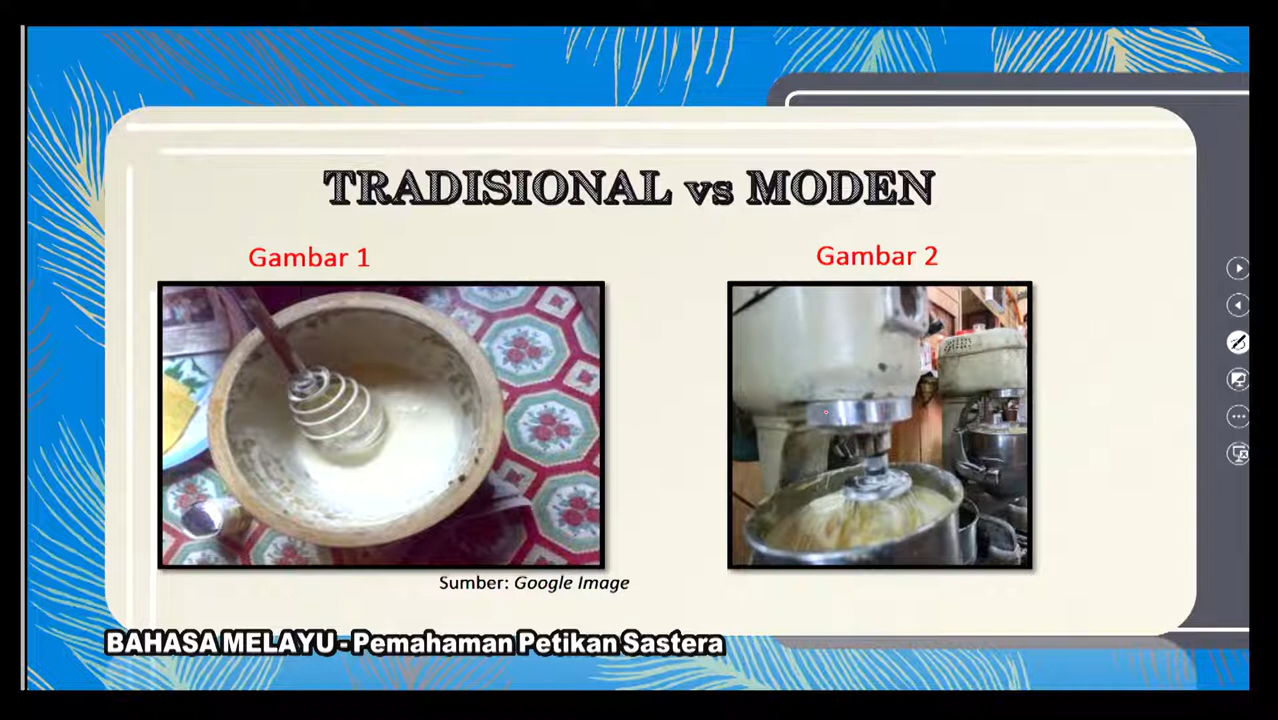 TRADISIONAL vs MODEN
Gambar 1
Gambar 2
Sumber: Google Image
BAHASA MELAYU - Pemahaman Petikan Sastera